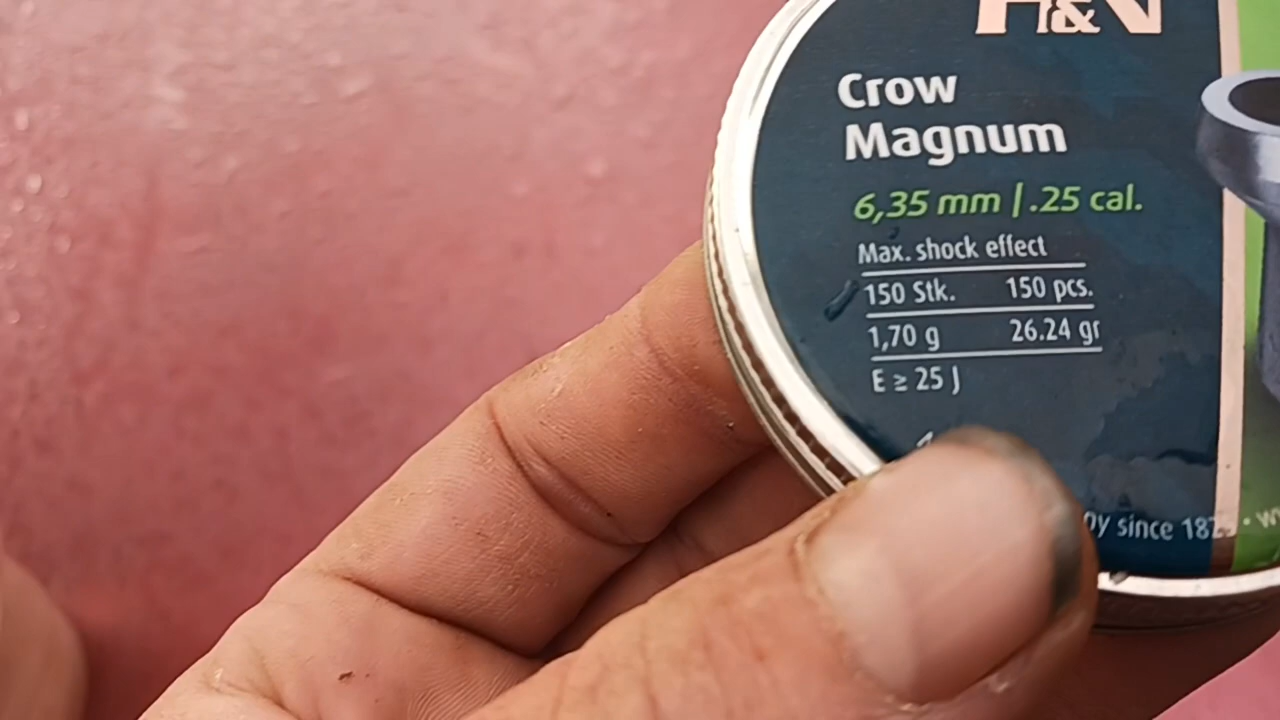 H&N
Crow
Magnum
6,35 mm | .25 cal.
Max. shock effect
150 Stk. 150 pcs.
1,70 g 26.24 gr
E ≥ 25 J
since